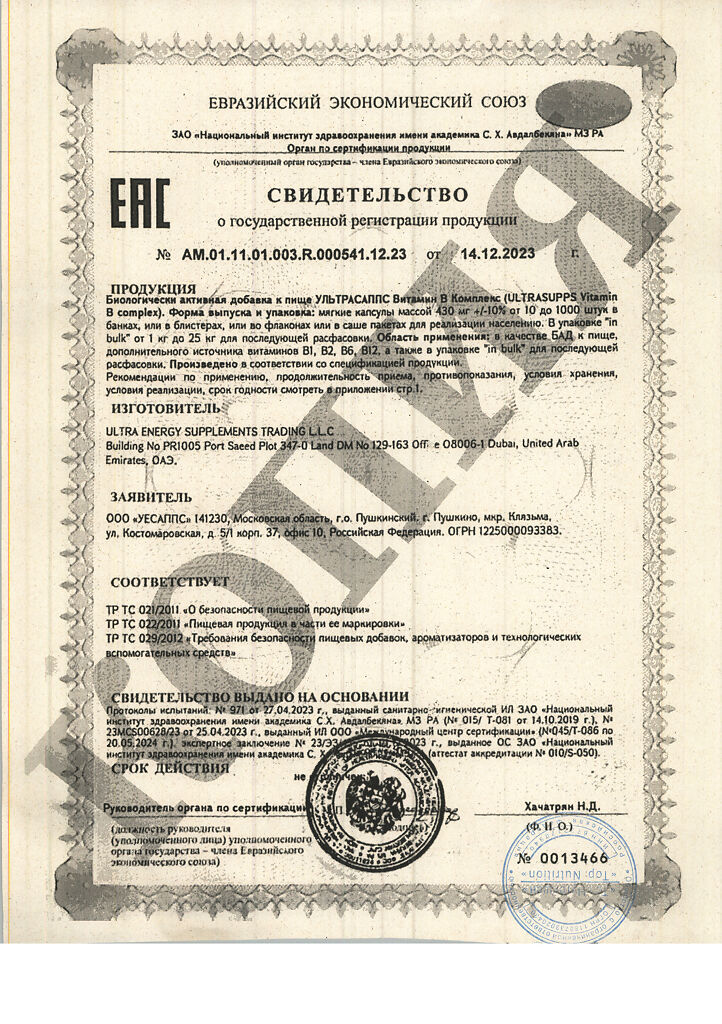 ЕВРАЗИЙСКИЙ ЭКОНОМИЧЕСКИЙ СОЮЗ
ЗАО «Национальный институт здравоохранения имени академика С. Х. Авдалбекяна» МЗ РА
Орган по сертификации продукции
(уполномоченный орган государства – члена Евразийского экономического союза)
EAC
СВИДЕТЕЛЬСТВО
о государственной регистрации продукции
№ AM.01.11.01.003.R.000541.12.23 от 14.12.2023 г.
ПРОДУКЦИЯ
Биологически активная добавка к пище УЛЬТРАСАППС Витамин В Комплекс (ULTRASUPPS Vitamin
B complex). Форма выпуска и упаковка: мягкие капсулы массой 430 мг +/-10% от 10 до 1000 штук в
банках, или в блистерах, или во флаконах или в саше пакетах для реализации населению. В упаковке "in
bulk" от 1 кг до 25 кг для последующей расфасовки. Область применения: в качестве БАД к пище,
дополнительного источника витаминов В1, В2, В6, В12, а также в упаковке "in bulk" для последующей
расфасовки. Произведено в соответствии со спецификацией продукции.
Рекомендации по применению, продолжительность приема, противопоказания, условия хранения,
условия реализации, срок годности смотреть в приложении стр.1.
ИЗГОТОВИТЕЛЬ
ULTRA ENERGY SUPPLEMENTS TRADING L.L.C
Building No PR1005 Port Saeed Plot 347-0 Land DM No 129-163 Off e O8006-1 Dubai, United Arab
Emirates, ОАЭ.
ЗАЯВИТЕЛЬ
ООО «УЕСАППС» 141230, Московская область, г.о. Пушкинский, г. Пушкино, мкр. Клязьма,
ул. Костомаровская, д. 5/1 корп. 37, офис 10, Российская Федерация. ОГРН 1225000093383.
СООТВЕТСТВУЕТ
ТР ТС 021/2011 «О безопасности пищевой продукции»
ТР ТС 022/2011 «Пищевая продукция в части ее маркировки»
ТР ТС 029/2012 «Требования безопасности пищевых добавок, ароматизаторов и технологических
вспомогательных средств»
СВИДЕТЕЛЬСТВО ВЫДАНО НА ОСНОВАНИИ
Протоколы испытаний: № 971 от 27.04.2023 г., выданный санитарно-гигиенической ИЛ ЗАО «Национальный
институт здравоохранения имени академика С.Х. Авдалбекяна» МЗ РА (№ 015/ Т-081 от 14.10.2019 г.), №
23MCS00628/23 от 25.04.2023 г., выданный ИЛ ООО «Международный центр сертификации» (№045/Т-086 по
20.05.2024 г.), экспертное заключение № 23/ЭЗ 2023 г., выданное ОС ЗАО «Национальный
институт здравоохранения имени академика С. Х. (аттестат аккредитации № 010/S-050).
СРОК ДЕЙСТВИЯ
не
Руководитель органа по сертификации Хачатрян Н.Д.
(должность руководителя (Ф. И. О.)
(уполномоченного лица) уполномоченного
органа государства – члена Евразийского
экономического союза)
№ 0013466
«Top Nutrition»
КОПИЯ